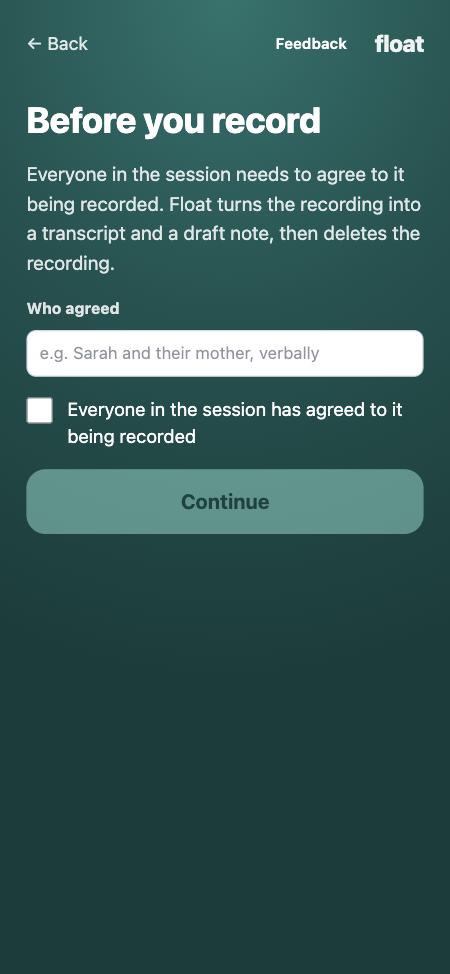 ← Back
Feedback
float
Before you record
Everyone in the session needs to agree to it
being recorded. Float turns the recording into
a transcript and a draft note, then deletes the
recording.
Who agreed
e.g. Sarah and their mother, verbally
Everyone in the session has agreed to it
being recorded
Continue